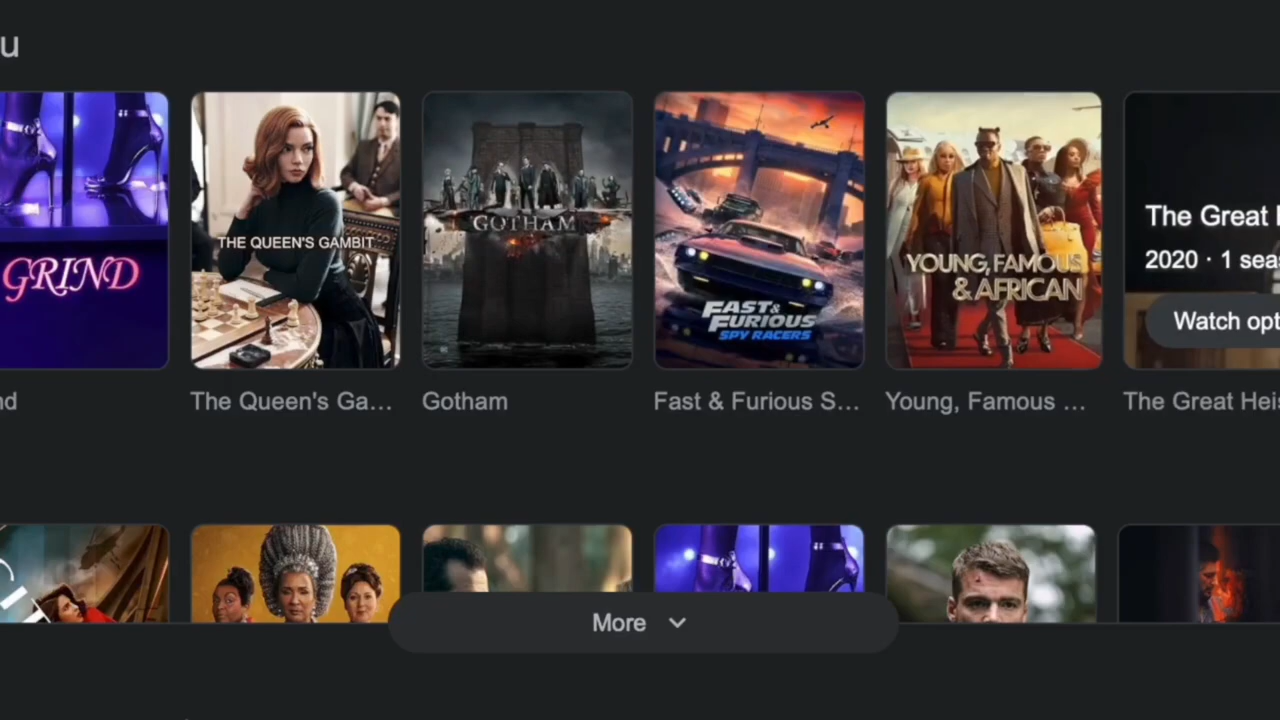 u
GRIND
THE QUEEN'S GAMBIT
GOTHAM
FAST &
FURIOUS
SPY RACERS
YOUNG, FAMOUS
& AFRICAN
The Great
2020 · 1 seas
Watch opt
nd
The Queen's Ga...
Gotham
Fast & Furious S...
Young, Famous ...
The Great Heis
More